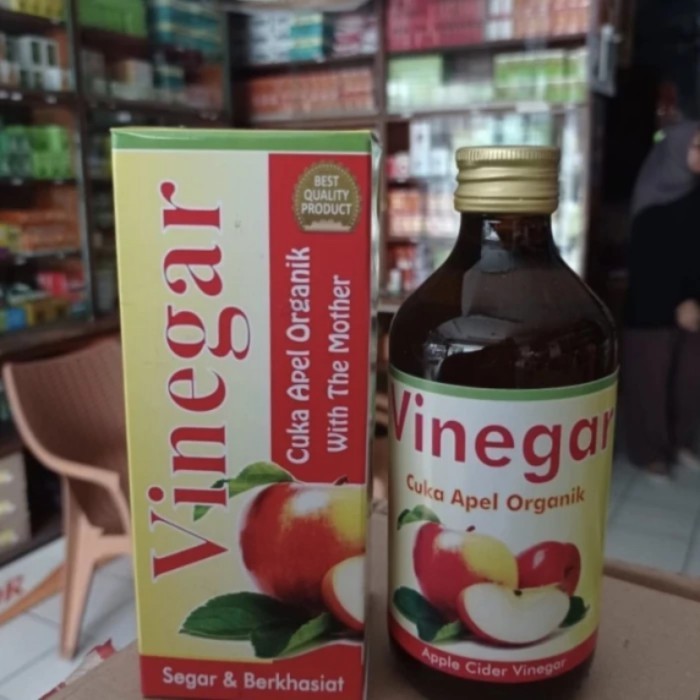 Vinegar
BEST
QUALITY
PRODUCT
Cuka Apel Organik
With The Mother
Segar & Berkhasiat
Vinegar
Cuka Apel Organik
Apple Cider Vinegar